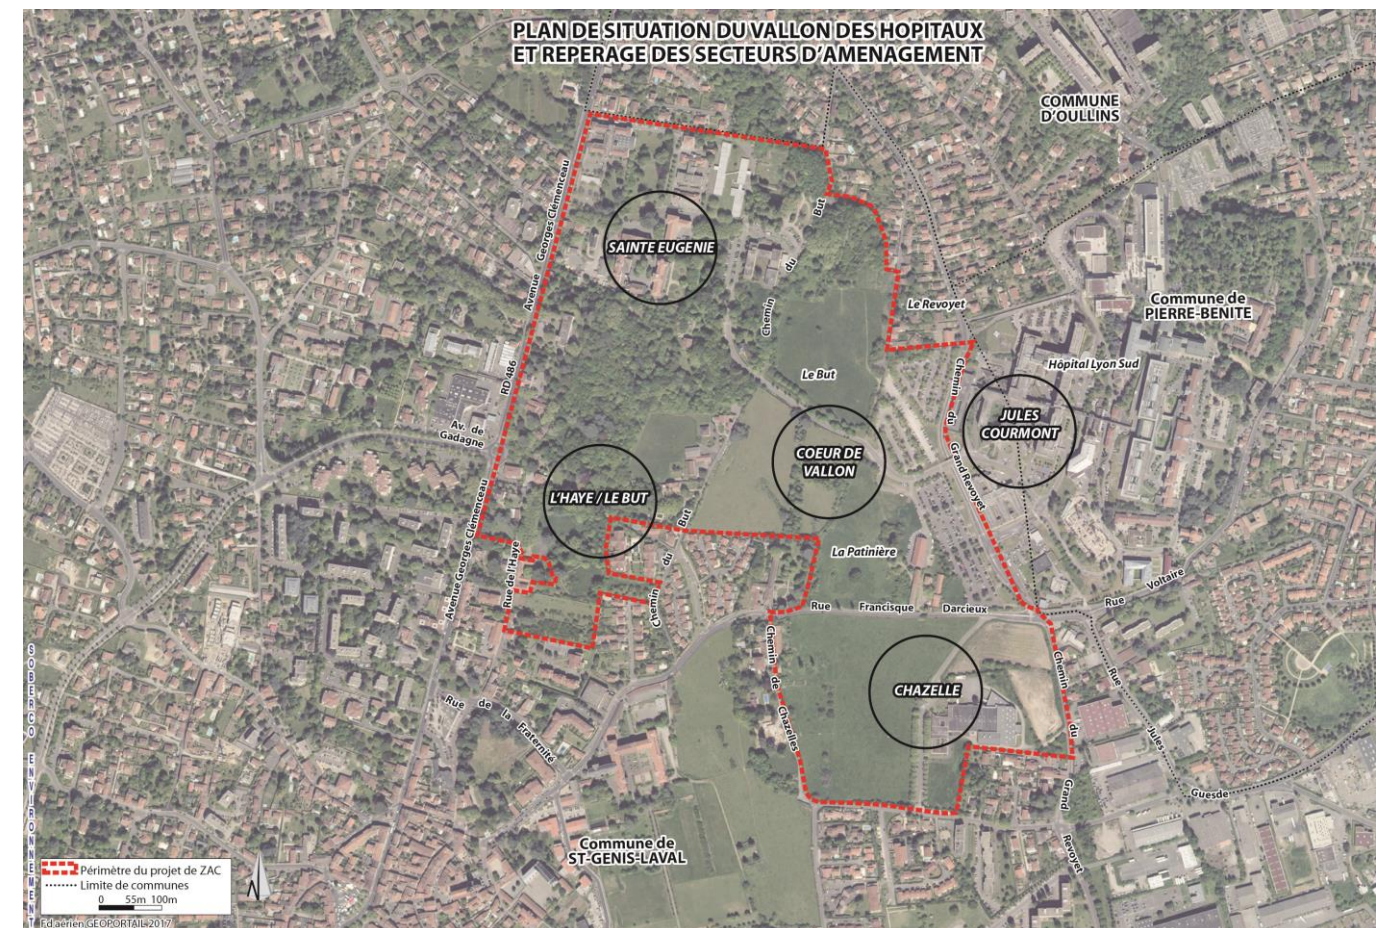 PLAN DE SITUATION DU VALLON DES HOPITAUX
ET REPERAGE DES SECTEURS D'AMENAGEMENT
COMMUNE
D'OULLINS
Avenue Georges Clémenceau
SAINTE EUGENIE
Chemin du But
Le Revoyet
Commune de
PIERRE-BENITE
Hôpital Lyon Sud
Le But
RD 486
Chemin du Grand Revoyet
JULES
COURMONT
Av. de
Gadagne
COEUR DE
VALLON
L'HAYE / LE BUT
Avenue Georges Clémenceau
Rue de l'Haye
Chemin du But
La Patinière
Rue Francisque Darcieux
Rue Voltaire
Chemin de Chazelles
CHAZELLE
Chemin du Grand Revoyet
Rue Jules Guesde
Rue de la Fraternité
Commune de
ST-GENIS-LAVAL
SOBERCO ENVIRONNEMENT
Périmètre du projet de ZAC
Limite de communes
0 55m 100m
N
Fd aérien GEOPORTAIL 2017